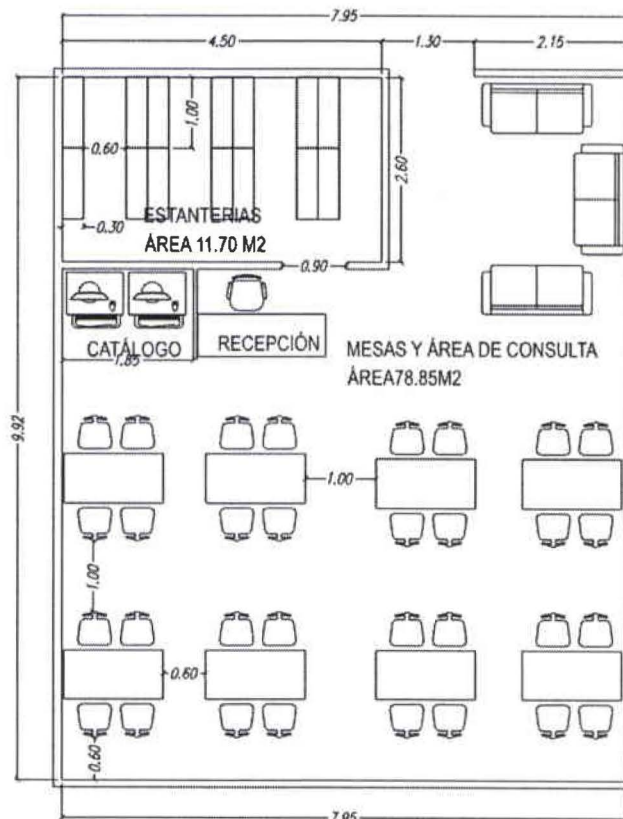 7.95
4.50
1.30
2.15
0.60
1.00
2.60
0.30
ESTANTERIAS
ÁREA 11.70 M2
0.90
CATÁLOGO
RECEPCIÓN
1.85
MESAS Y ÁREA DE CONSULTA
ÁREA78.85M2
9.92
1.00
1.00
0.60
0.60
7.95